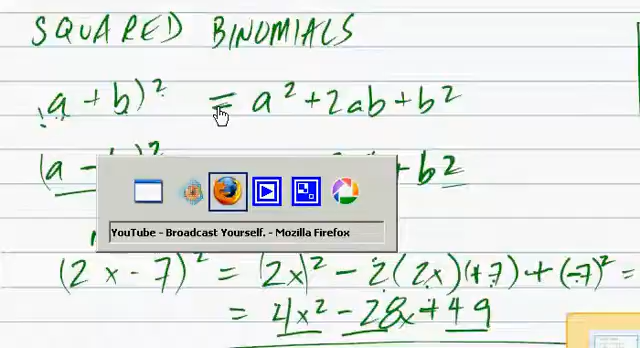 SQUARED BINOMIALS
a + b)² = a² + 2ab + b²
(a - b2
YouTube - Broadcast Yourself. - Mozilla Firefox
(2x - 7)² = (2x)² - 2(2x)(+7) + (-7)² =
= 4x² - 28x + 49